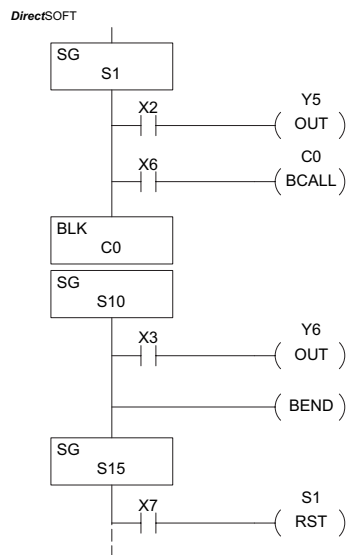 DirectSOFT
SG
S1
X2
Y5
OUT
X6
C0
BCALL
BLK
C0
SG
S10
X3
Y6
OUT
BEND
SG
S15
X7
S1
RST